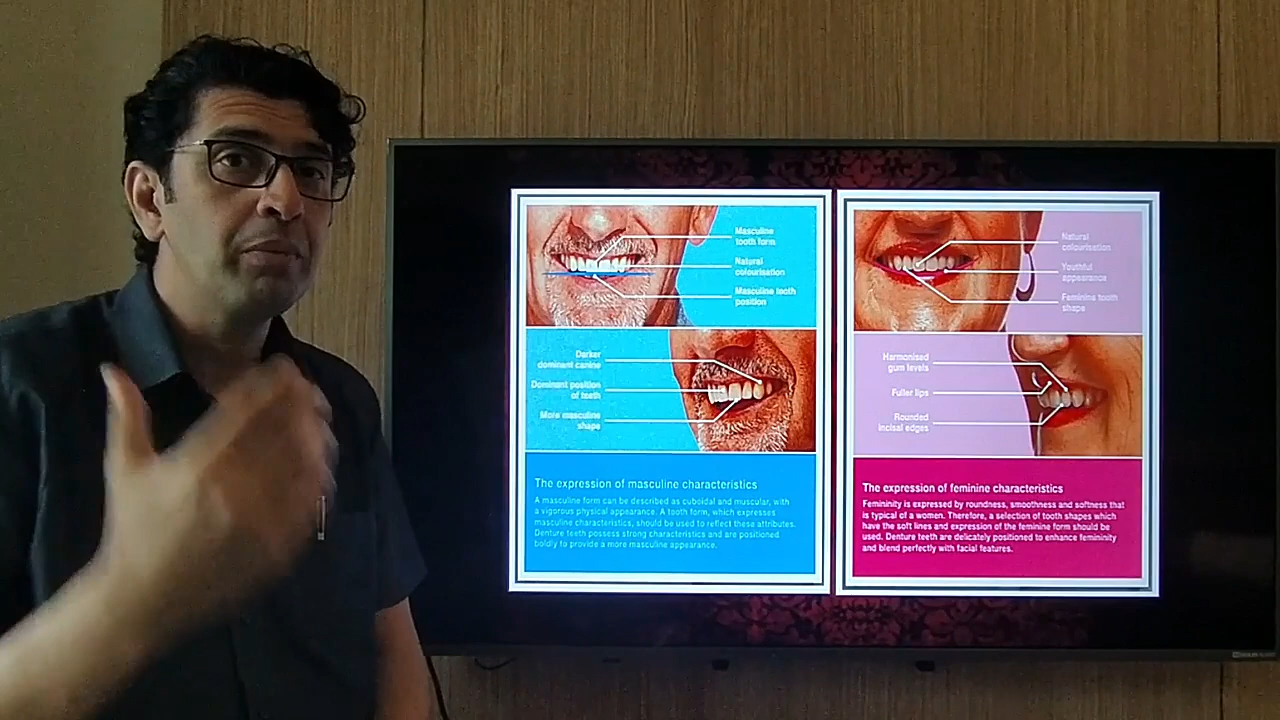 Masculine
tooth form
Natural
colourisation
Masculine tooth
position
Darker
dominant canine
Dominant position
of teeth
More masculine
shape
The expression of masculine characteristics
A masculine form can be described as cuboidal and muscular, with
a vigorous physical appearance. A tooth form, which expresses
masculine characteristics, should be used to reflect these attributes.
Denture teeth possess strong characteristics and are positioned
boldly to provide a more masculine appearance.
Natural
colourisation
Youthful
appearance
Feminine tooth
shape
Harmonised
gum levels
Fuller lips
Rounded
incisal edges
The expression of feminine characteristics
Femininity is expressed by roundness, smoothness and softness that
is typical of a women. Therefore, a selection of tooth shapes which
have the soft lines and expression of the feminine form should be
used. Denture teeth are delicately positioned to enhance femininity
and blend perfectly with facial features.